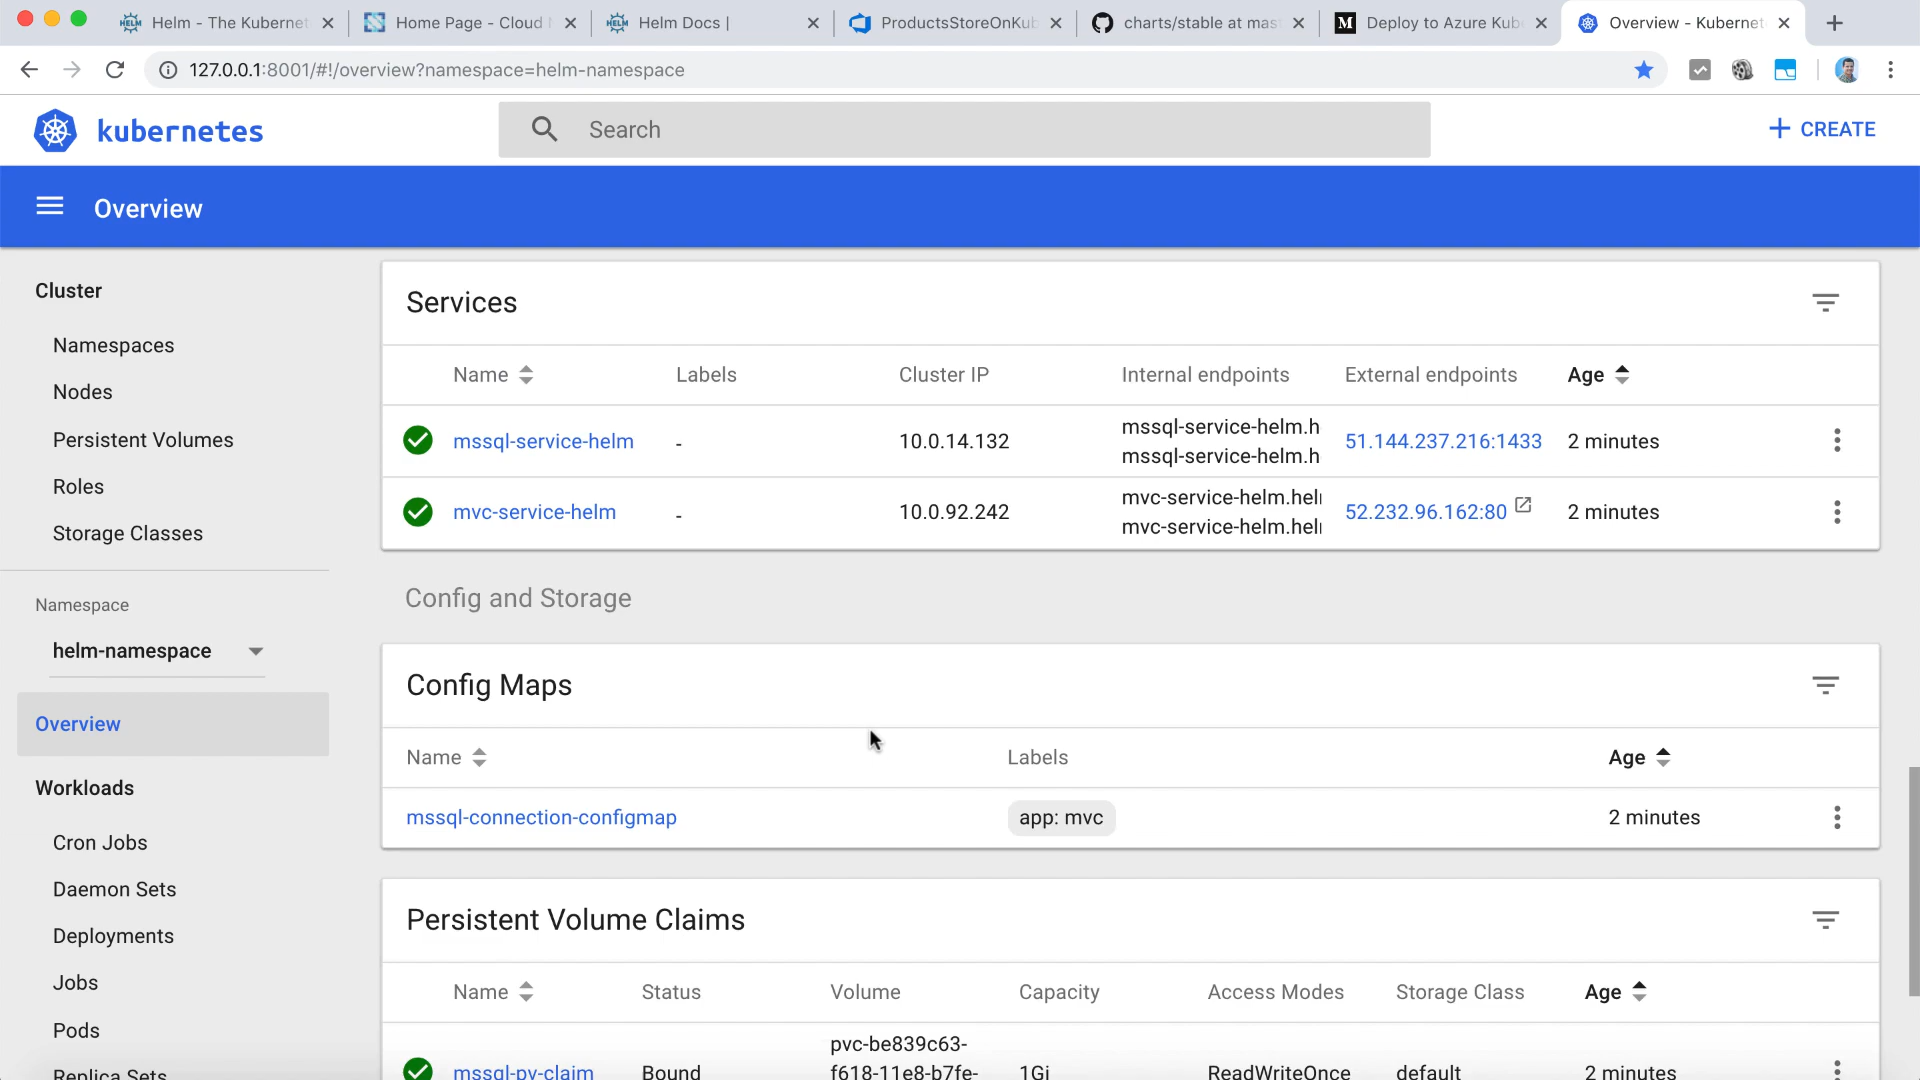 Helm - The Kubernet
Home Page - Cloud
Helm Docs |
ProductsStoreOnKub
charts/stable at mas
M
Deploy to Azure Kub
Overview - Kubernet
127.0.0.1:8001/#!/overview?namespace=helm-namespace
kubernetes
Search
CREATE
Overview
Cluster
Namespaces
Nodes
Persistent Volumes
Roles
Storage Classes
Namespace
helm-namespace
Overview
Workloads
Cron Jobs
Daemon Sets
Deployments
Jobs
Pods
Replica Sets
Services
Name Labels Cluster IP Internal endpoints External endpoints Age
mssql-service-helm - 10.0.14.132 mssql-service-helm.h 51.144.237.216:1433 2 minutes
mssql-service-helm.h
mvc-service-helm - 10.0.92.242 mvc-service-helm.hel 52.232.96.162:80 2 minutes
mvc-service-helm.hel
Config and Storage
Config Maps
Name Labels Age
mssql-connection-configmap app: mvc 2 minutes
Persistent Volume Claims
Name Status Volume Capacity Access Modes Storage Class Age
pvc-be839c63-
mssql-pv-claim Bound f618-11e8-b7fe- 1Gi ReadWriteOnce default 2 minutes